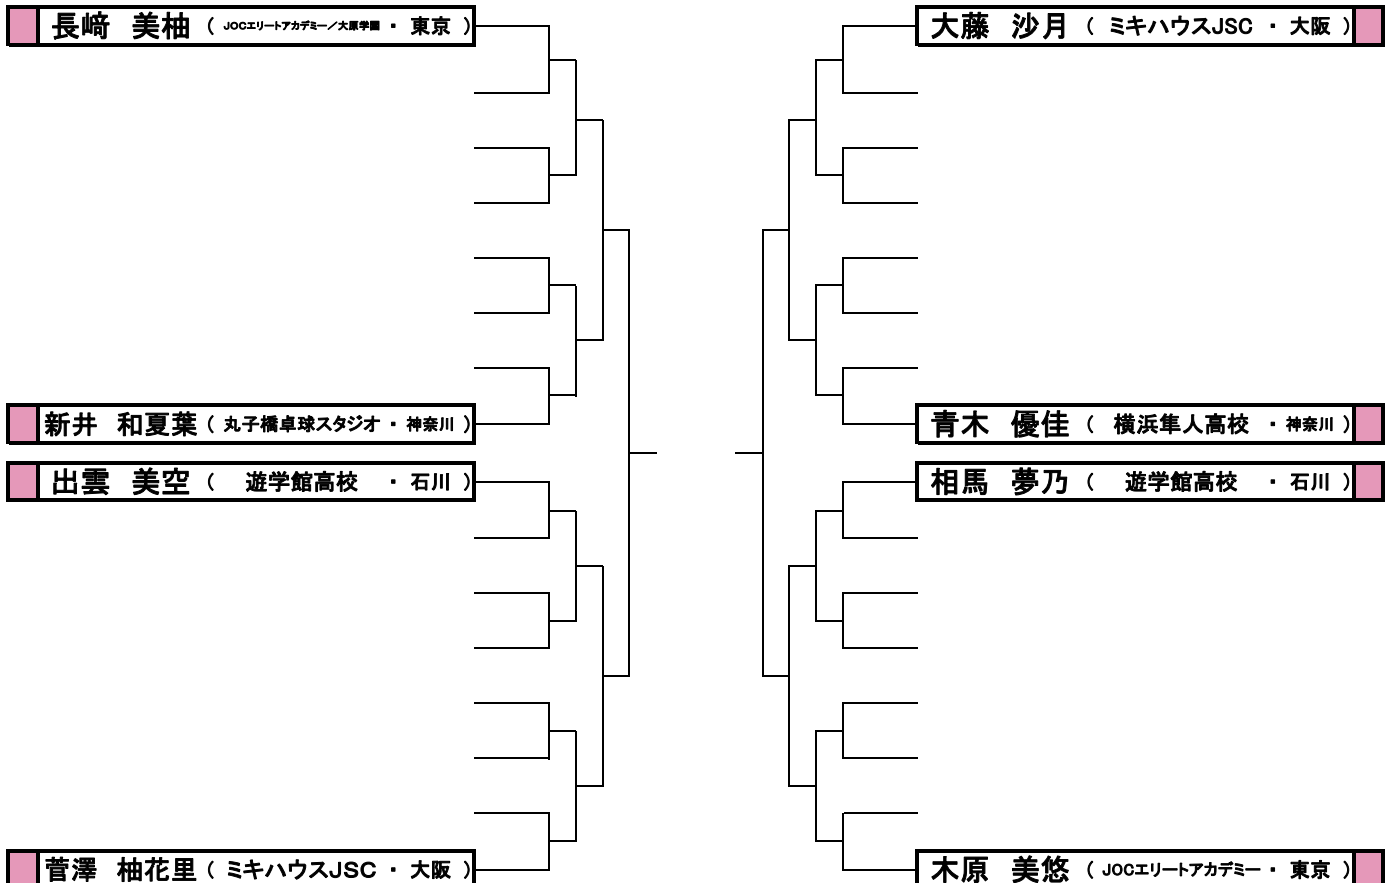 長﨑 美柚 ( JOCエリートアカデミー／大原学園 ・ 東京 )
新井 和夏葉 ( 丸子橋卓球スタジオ ・ 神奈川 )
出雲 美空 ( 遊学館高校 ・ 石川 )
菅澤 柚花里 ( ミキハウスJSC ・ 大阪 )
大藤 沙月 ( ミキハウスJSC ・ 大阪 )
青木 優佳 ( 横浜隼人高校 ・ 神奈川 )
相馬 夢乃 ( 遊学館高校 ・ 石川 )
木原 美悠 ( JOCエリートアカデミー ・ 東京 )